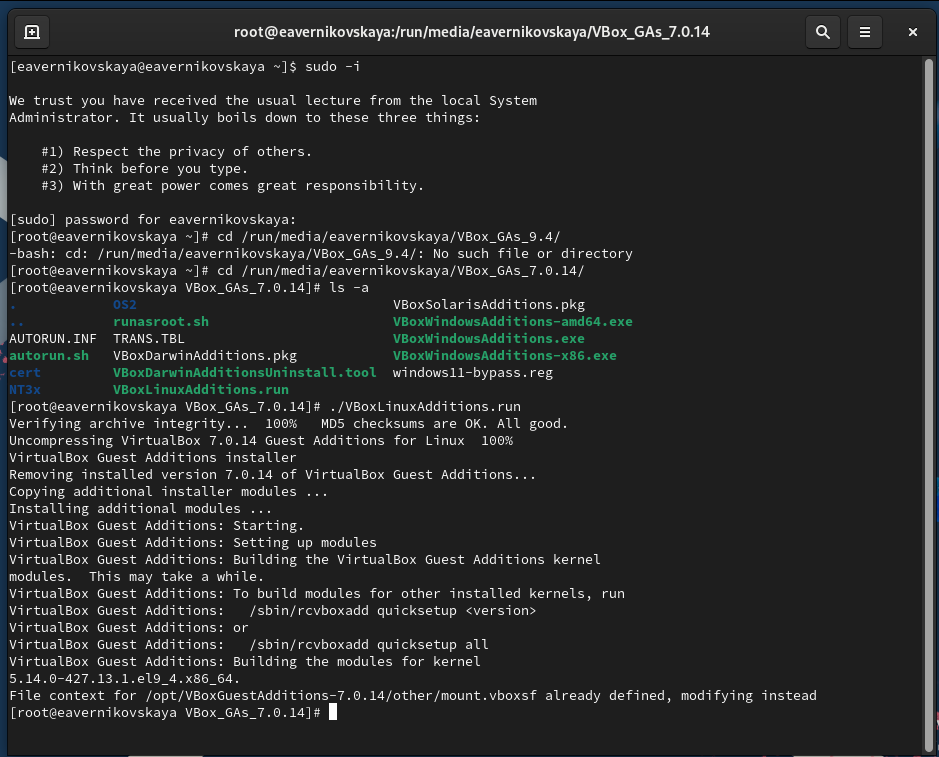 root@eavernikovskaya:/run/media/eavernikovskaya/VBox_GAs_7.0.14
[eavernikovskaya@eavernikovskaya ~]$ sudo -i

We trust you have received the usual lecture from the local System
Administrator. It usually boils down to these three things:

    #1) Respect the privacy of others.
    #2) Think before you type.
    #3) With great power comes great responsibility.

[sudo] password for eavernikovskaya:
[root@eavernikovskaya ~]# cd /run/media/eavernikovskaya/VBox_GAs_9.4/
-bash: cd: /run/media/eavernikovskaya/VBox_GAs_9.4/: No such file or directory
[root@eavernikovskaya ~]# cd /run/media/eavernikovskaya/VBox_GAs_7.0.14/
[root@eavernikovskaya VBox_GAs_7.0.14]# ls -a
.            OS2                                VBoxSolarisAdditions.pkg
..           runasroot.sh                       VBoxWindowsAdditions-amd64.exe
AUTORUN.INF  TRANS.TBL                          VBoxWindowsAdditions.exe
autorun.sh   VBoxDarwinAdditions.pkg            VBoxWindowsAdditions-x86.exe
cert         VBoxDarwinAdditionsUninstall.tool  windows11-bypass.reg
NT3x         VBoxLinuxAdditions.run
[root@eavernikovskaya VBox_GAs_7.0.14]# ./VBoxLinuxAdditions.run
Verifying archive integrity...  100%   MD5 checksums are OK. All good.
Uncompressing VirtualBox 7.0.14 Guest Additions for Linux  100%
VirtualBox Guest Additions installer
Removing installed version 7.0.14 of VirtualBox Guest Additions...
Copying additional installer modules ...
Installing additional modules ...
VirtualBox Guest Additions: Starting.
VirtualBox Guest Additions: Setting up modules
VirtualBox Guest Additions: Building the VirtualBox Guest Additions kernel
modules.  This may take a while.
VirtualBox Guest Additions: To build modules for other installed kernels, run
VirtualBox Guest Additions:   /sbin/rcvboxadd quicksetup <version>
VirtualBox Guest Additions: or
VirtualBox Guest Additions:   /sbin/rcvboxadd quicksetup all
VirtualBox Guest Additions: Building the modules for kernel
5.14.0-427.13.1.el9_4.x86_64.
File context for /opt/VBoxGuestAdditions-7.0.14/other/mount.vboxsf already defined, modifying instead
[root@eavernikovskaya VBox_GAs_7.0.14]#